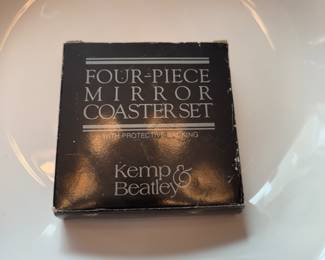 FOUR-PIECE
MIRROR
COASTER SET
WITH PROTECTIVE BACKING
Kemp &
Beatley